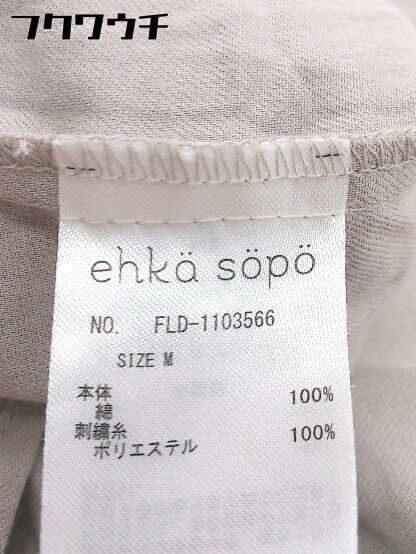 フクワウチ
ehkä söpö
NO. FLD-1103566
SIZE M
本体
綿 100%
刺繍糸
ポリエステル 100%